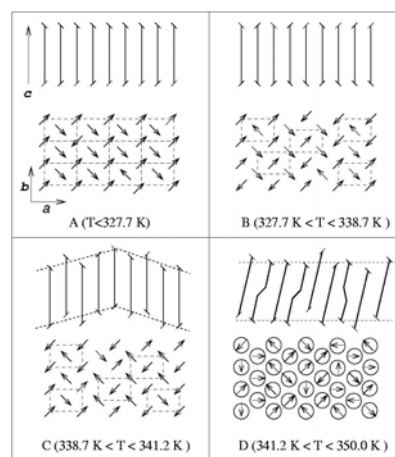 c
b
a
A (T<327.7 K)
B (327.7 K < T < 338.7 K )
C (338.7 K < T < 341.2 K )
D (341.2 K < T < 350.0 K )